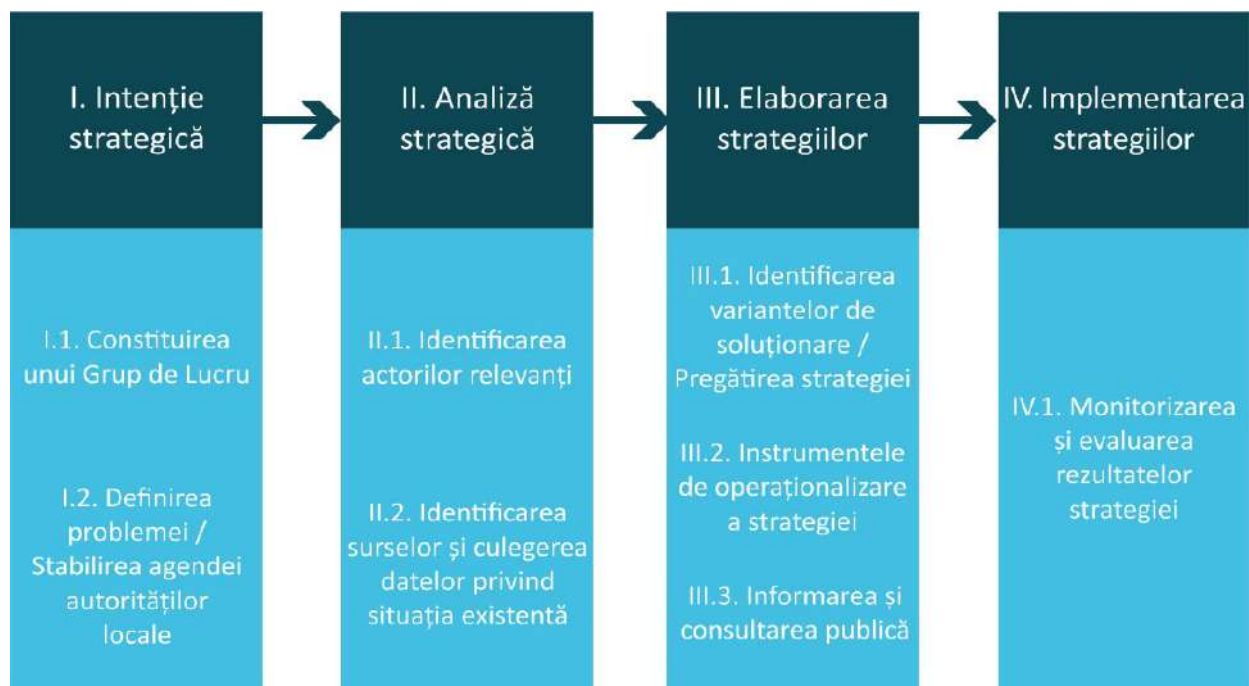 I. Intenție
strategică
II. Analiză
strategică
III. Elaborarea
strategiilor
IV. Implementarea
strategiilor
I.1. Constituirea
unui Grup de Lucru
I.2. Definirea
problemei /
Stabilirea agendei
autorităților
locale
II.1. Identificarea
actorilor relevanți
II.2. Identificarea
surselor și culegerea
datelor privind
situația existentă
III.1. Identificarea
variantelor de
soluționare /
Pregătirea strategiei
III.2. Instrumentele
de operaționalizare
a strategiei
III.3. Informarea și
consultarea publică
IV.1. Monitorizarea
și evaluarea
rezultatelor
strategiei